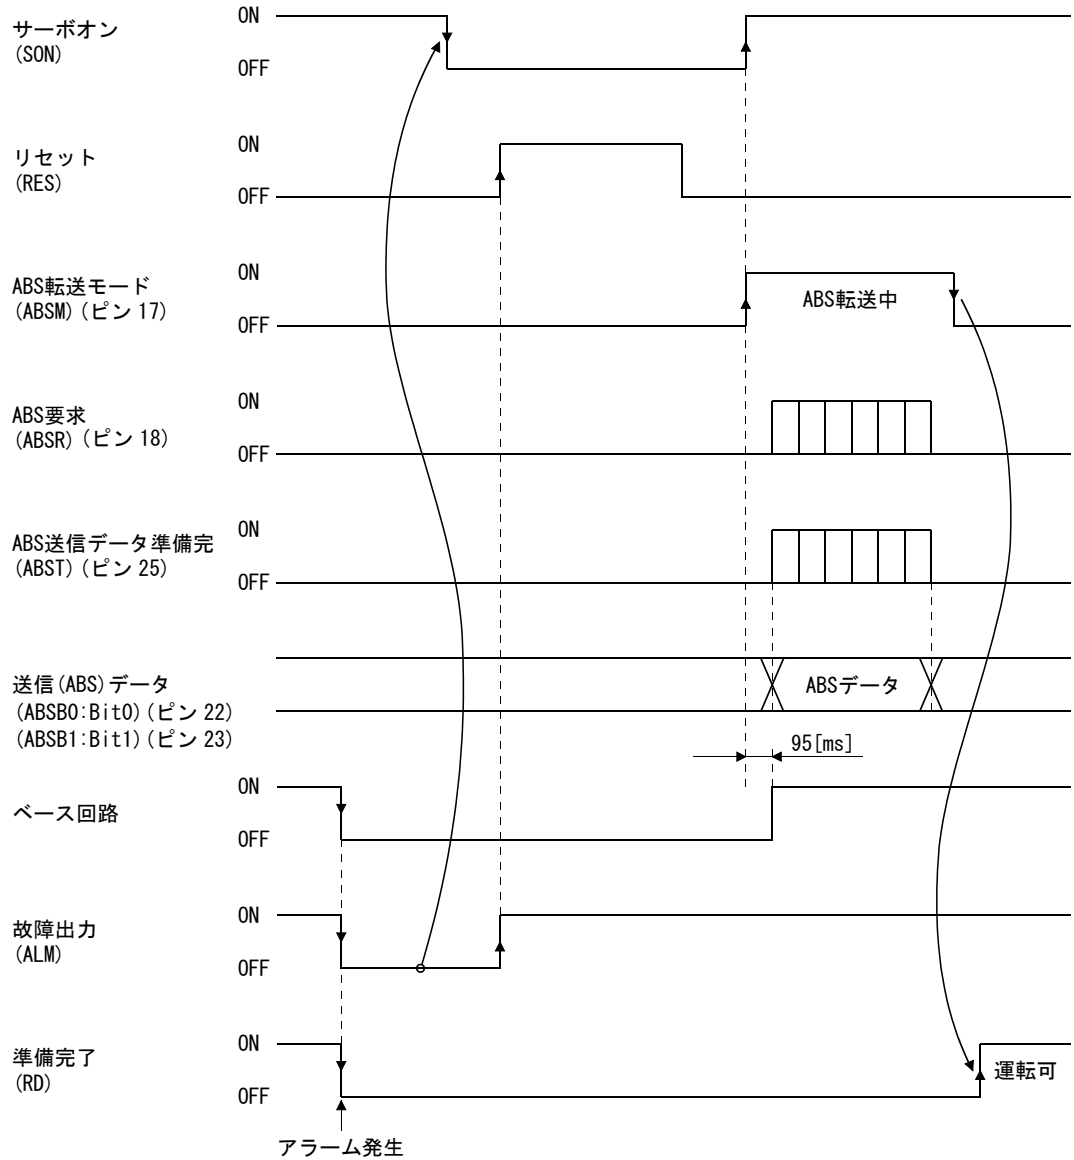 ON
サーボオン
(SON)
OFF
ON
リセット
(RES)
OFF
ON
ABS転送モード
(ABSM)(ピン 17)
ABS転送中
OFF
ON
ABS要求
(ABSR)(ピン 18)
OFF
ON
ABS送信データ準備完
(ABST)(ピン 25)
OFF
送信(ABS)データ
ABSデータ
(ABSB0:Bit0)(ピン 22)
(ABSB1:Bit1)(ピン 23)
95[ms]
ON
ベース回路
OFF
ON
故障出力
(ALM)
OFF
ON
準備完了
(RD)
運転可
OFF
アラーム発生